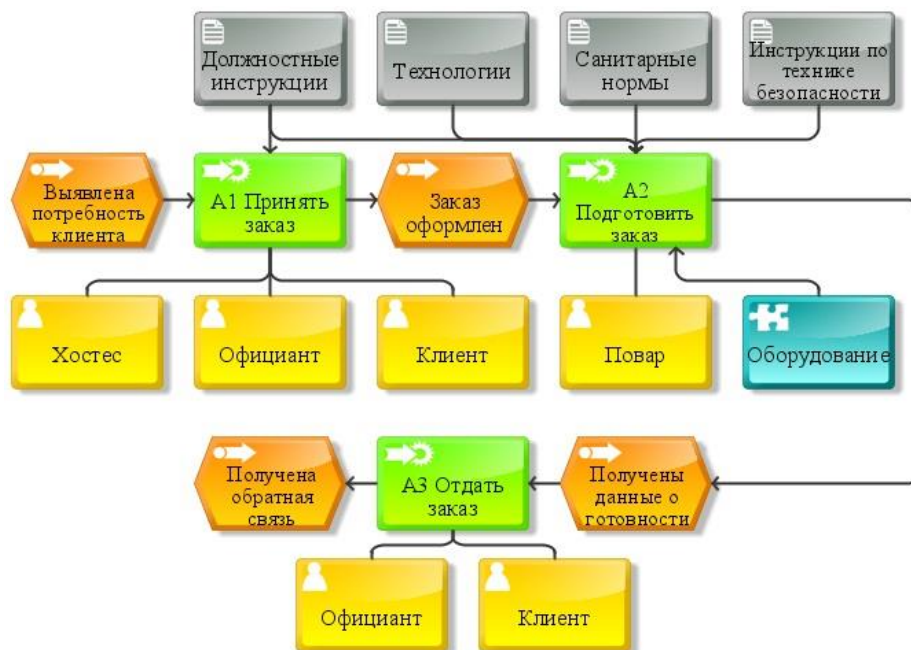 Должностные
инструкции
Технологии
Санитарные
нормы
Инструкции по
технике
безопасности
Выявлена
потребность
клиента
А1 Принять
заказ
Заказ
оформлен
А2
Подготовить
заказ
Хостес
Официант
Клиент
Повар
Оборудование
Получена
обратная
связь
А3 Отдать
заказ
Получены
данные о
готовности
Официант
Клиент